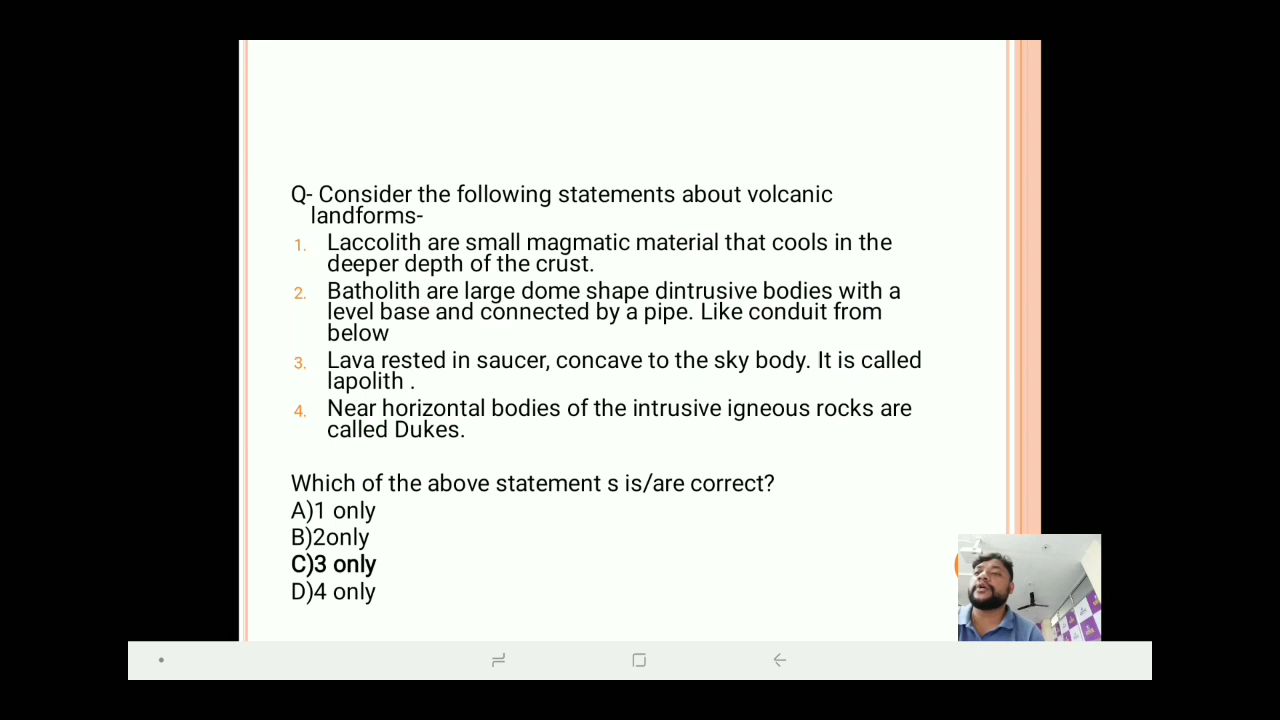 Q- Consider the following statements about volcanic
landforms-
1. Laccolith are small magmatic material that cools in the
deeper depth of the crust.
2. Batholith are large dome shape dintrusive bodies with a
level base and connected by a pipe. Like conduit from
below
3. Lava rested in saucer, concave to the sky body. It is called
lapolith .
4. Near horizontal bodies of the intrusive igneous rocks are
called Dukes.
Which of the above statement s is/are correct?
A)1 only
B)2only
C)3 only
D)4 only